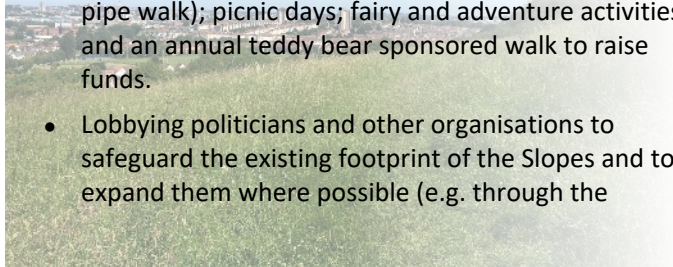 pipe walk); picnic days; fairy and adventure activities
and an annual teddy bear sponsored walk to raise
funds.
• Lobbying politicians and other organisations to
safeguard the existing footprint of the Slopes and to
expand them where possible (e.g. through the